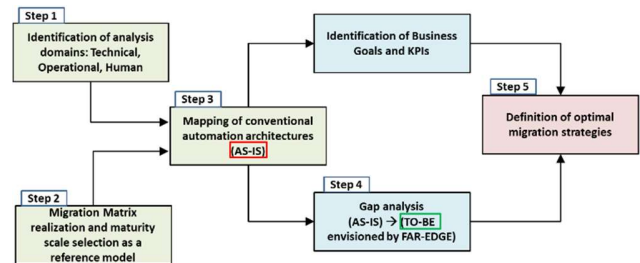 Step 1
Identification of analysis
domains: Technical,
Operational, Human
Identification of Business
Goals and KPIs
Step 3
Mapping of conventional
automation architectures
(AS-IS)
Step 5
Definition of optimal
migration strategies
Step 2
Migration Matrix
realization and maturity
scale selection as a
reference model
Step 4
Gap analysis
(AS-IS) → (TO-BE
envisioned by FAR-EDGE)